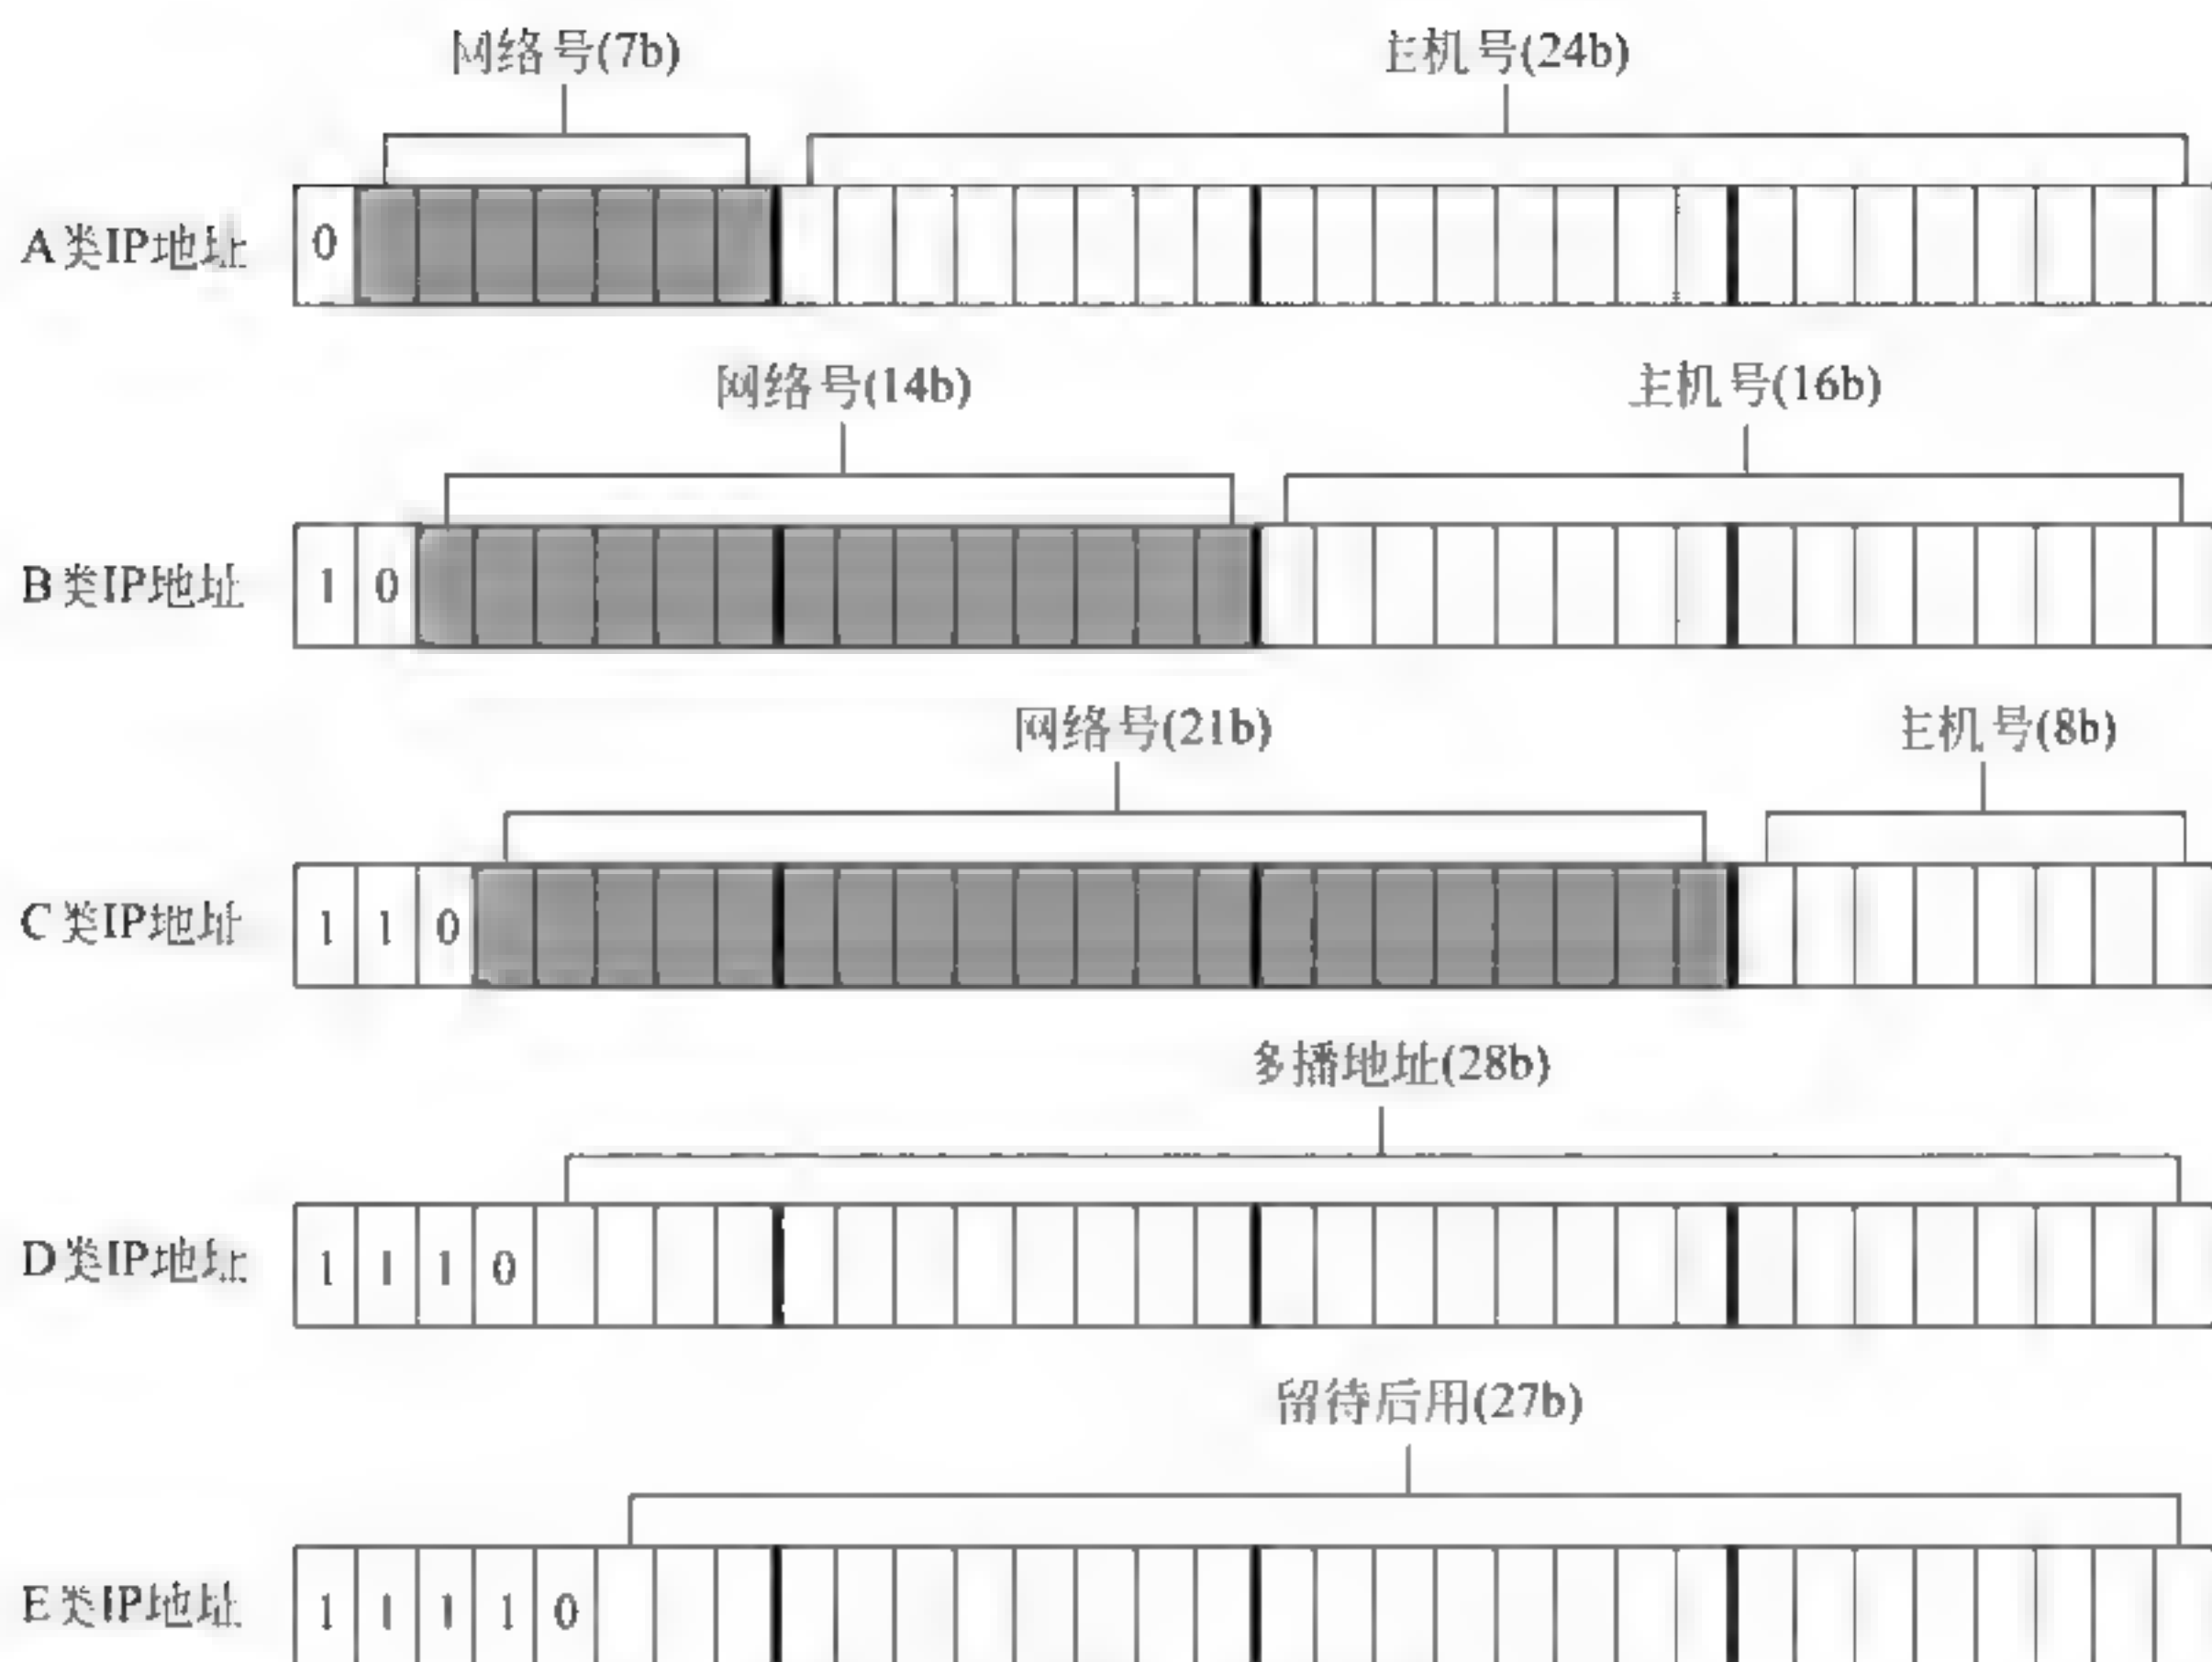 网络号(7b) 主机号(24b)
A类IP地址 0
网络号(14b) 主机号(16b)
B类IP地址 1 0
网络号(21b) 主机号(8b)
C类IP地址 1 1 0
多播地址(28b)
D类IP地址 1 1 1 0
留待后用(27b)
E类IP地址 1 1 1 1 0